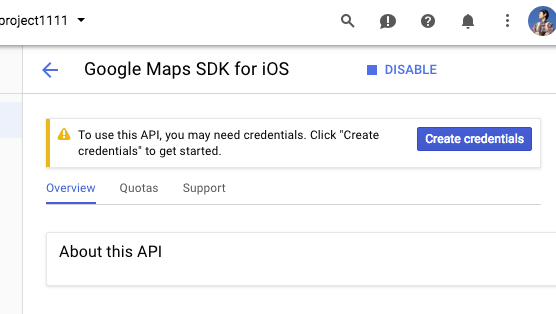 project1111
Google Maps SDK for iOS
DISABLE
To use this API, you may need credentials. Click "Create
credentials" to get started.
Create credentials
Overview Quotas Support
About this API